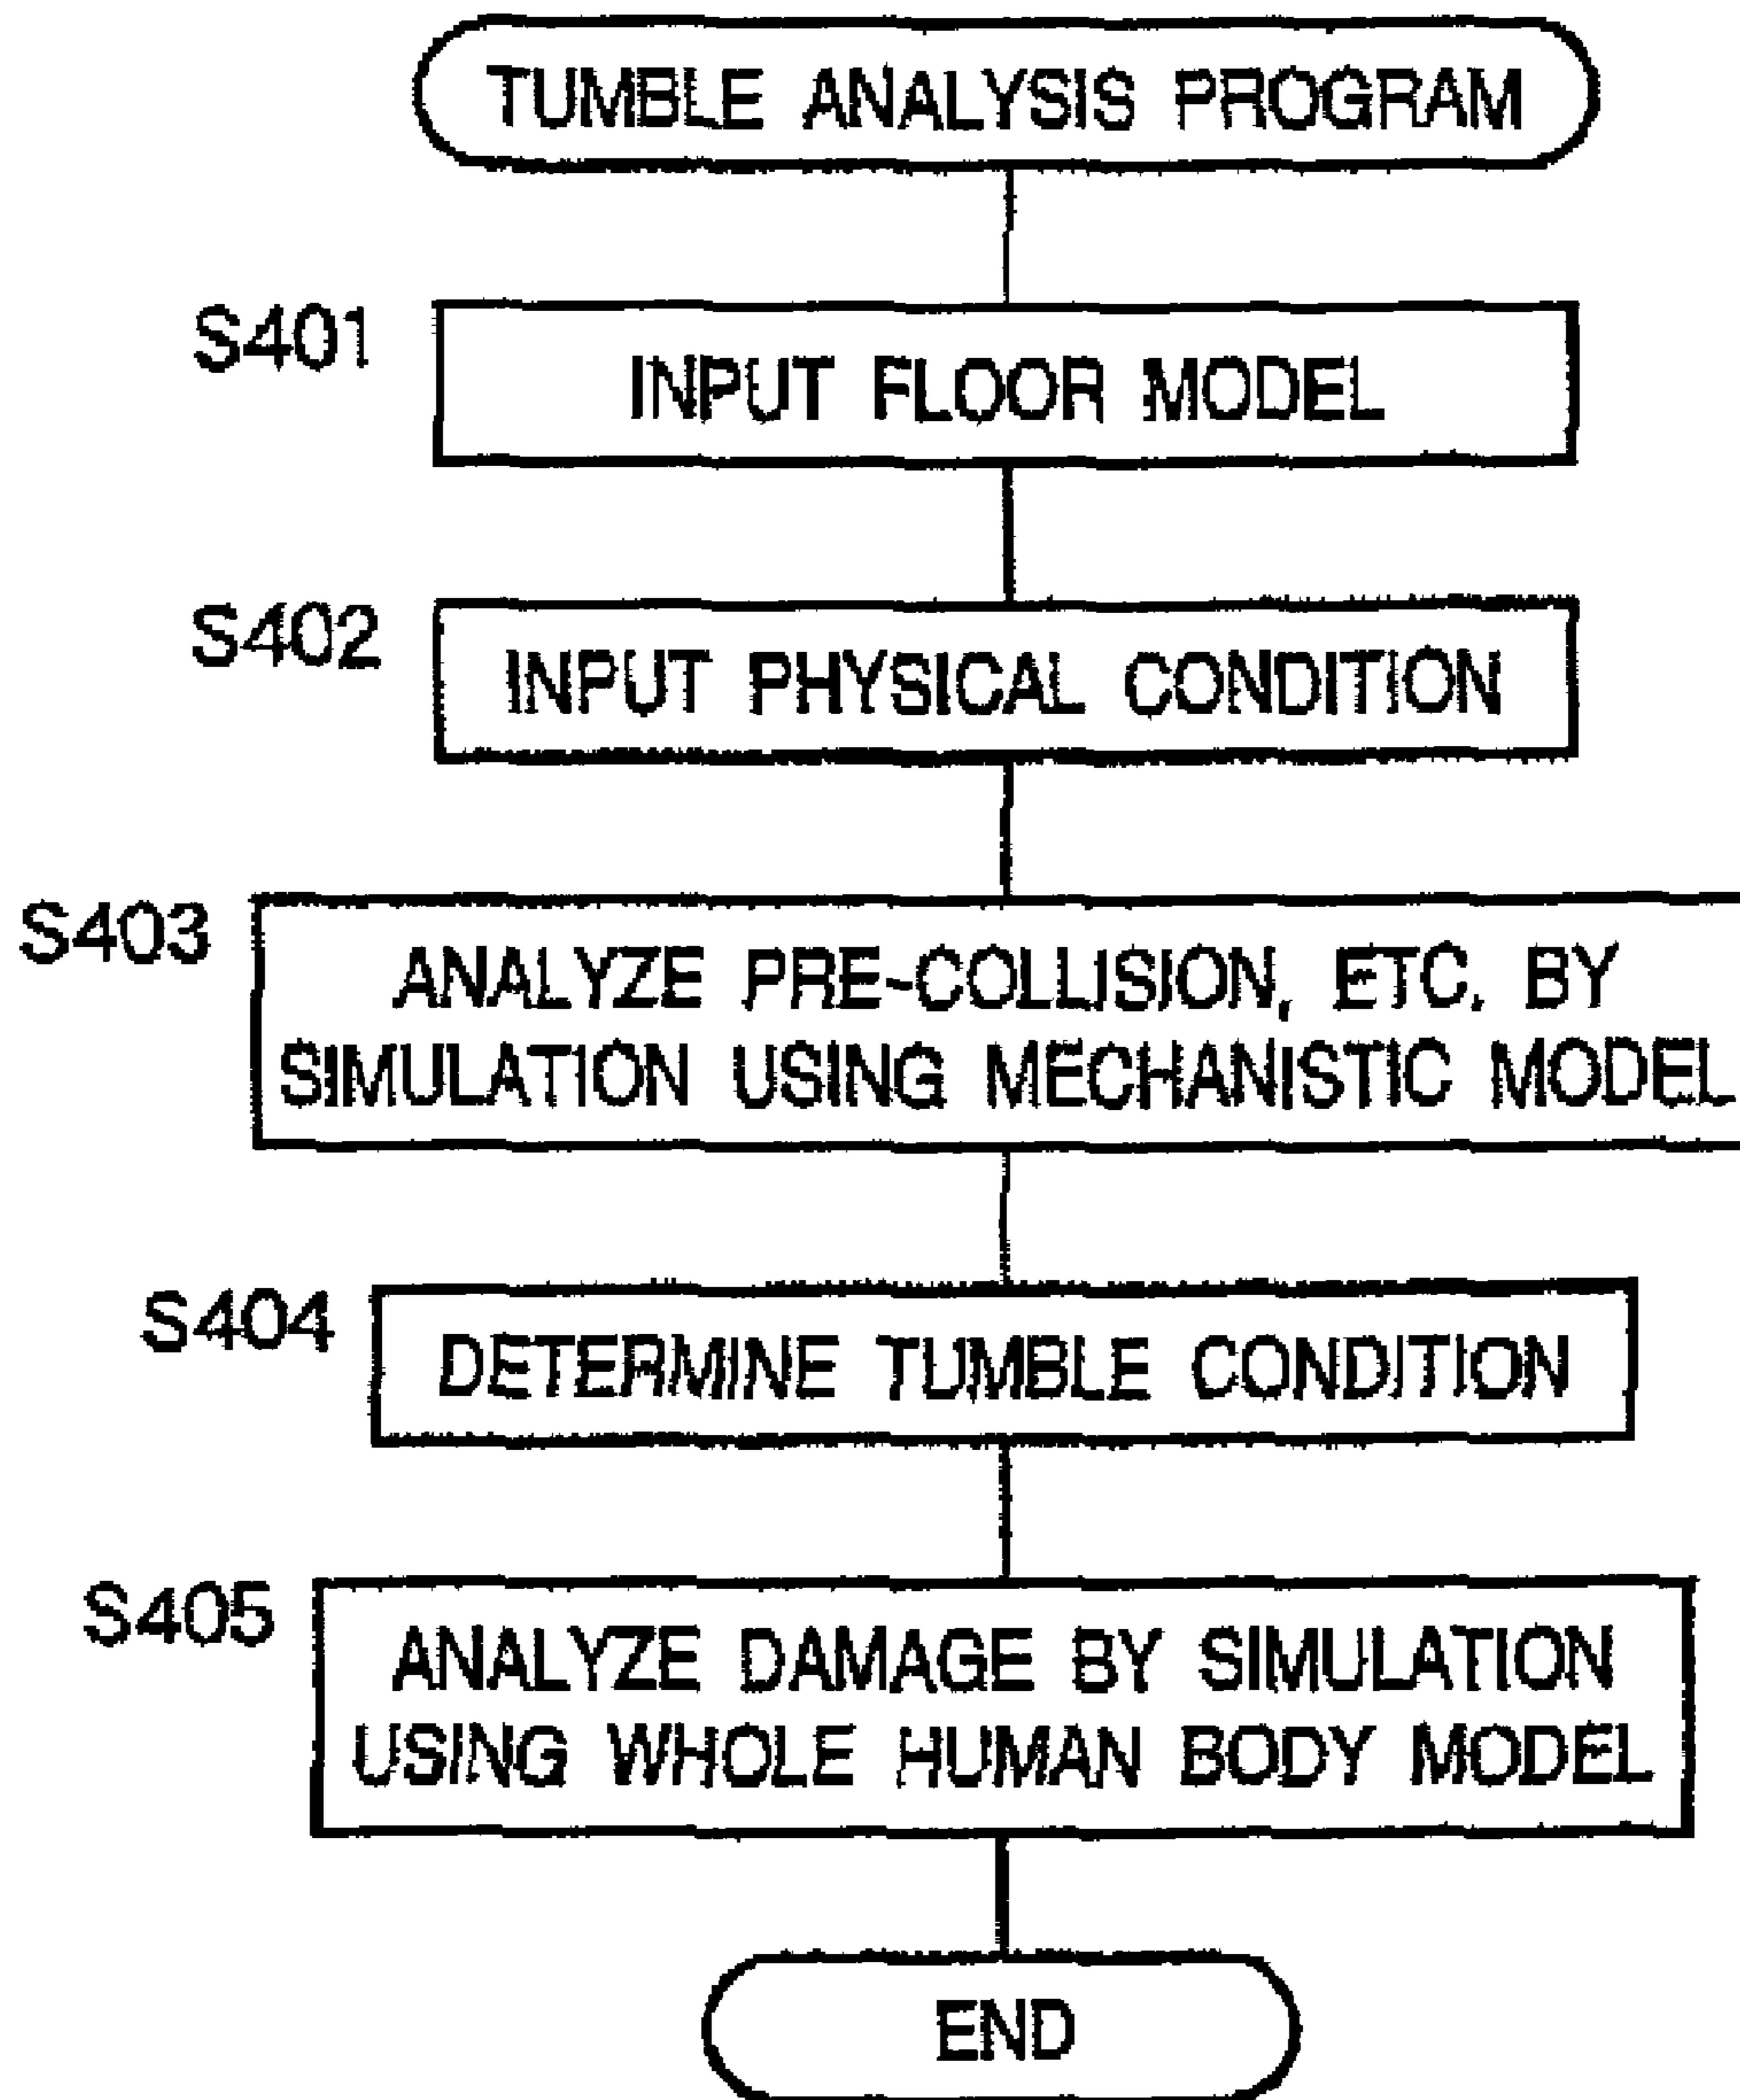 TUMBLE ANALYSIS PROGRAM
S401
INPUT FLOOR MODEL
S402
INPUT PHYSICAL CONDITION
S403
ANALYZE PRE-COLLISION, ETC. BY
SIMULATION USING MECHANISTIC MODEL
S404
DETERMINE TUMBLE CONDITION
S405
ANALYZE DAMAGE BY SIMULATION
USING WHOLE HUMAN BODY MODEL
END